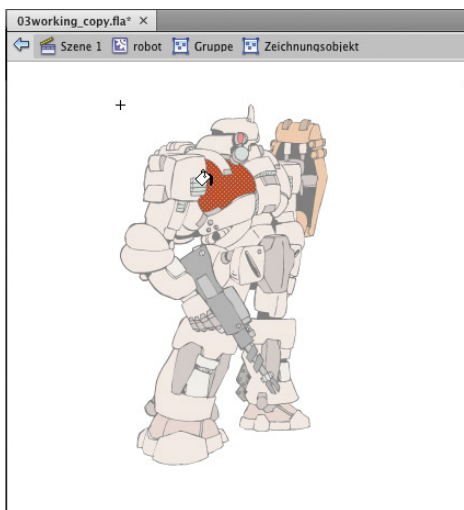 03working_copy.fla* ×
Szene 1 robot Gruppe Zeichnungsobjekt